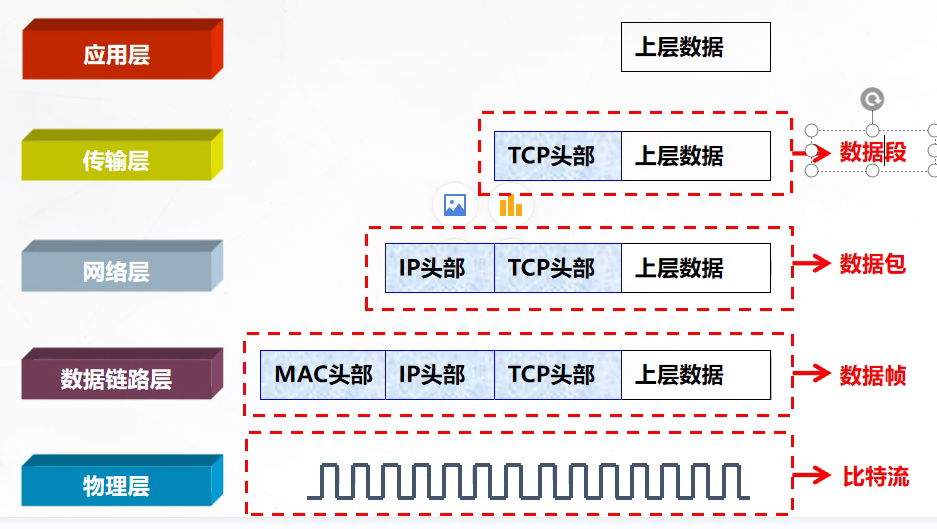 应用层
上层数据
传输层
TCP头部 上层数据
数据段
网络层
IP头部 TCP头部 上层数据
数据包
数据链路层
MAC头部 IP头部 TCP头部 上层数据
数据帧
物理层
比特流